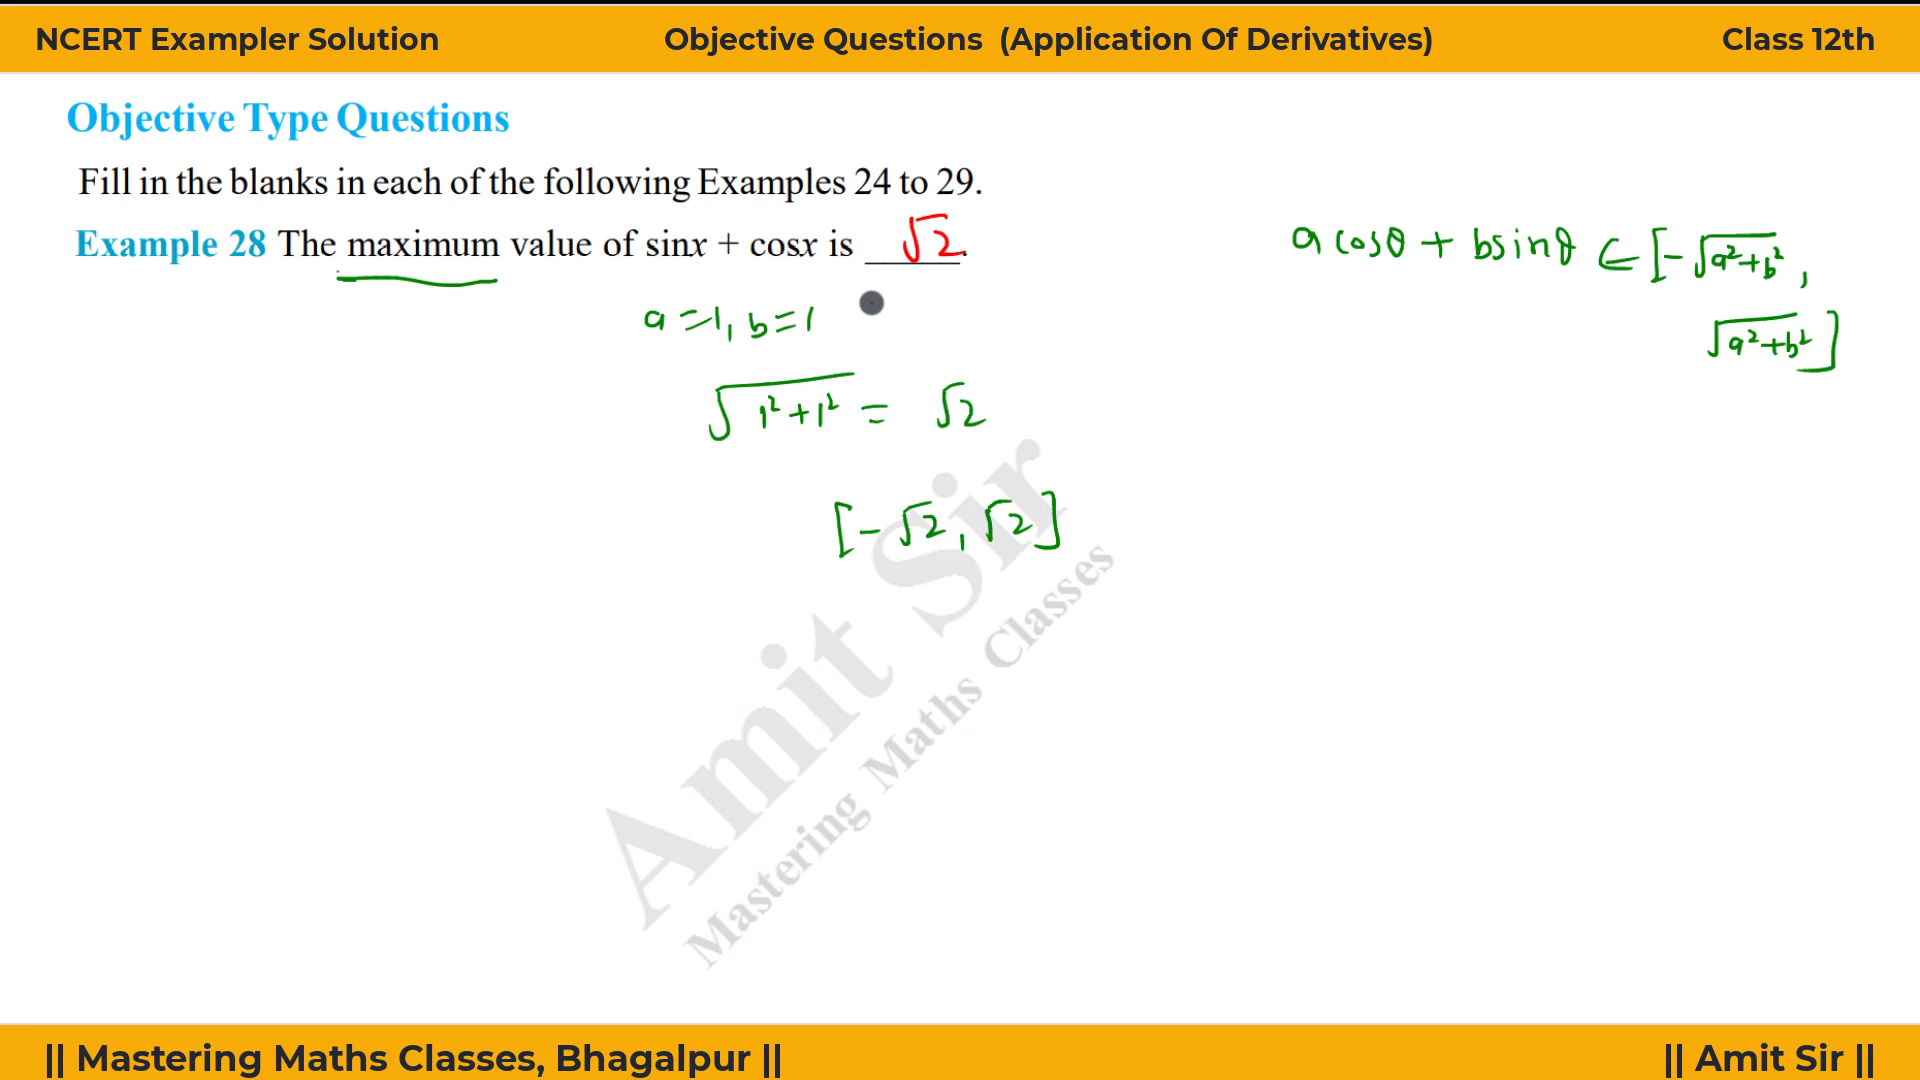 NCERT Exampler Solution Objective Questions (Application Of Derivatives) Class 12th
Objective Type Questions
Fill in the blanks in each of the following Examples 24 to 29.
Example 28 The maximum value of sinx + cosx is √2.
a cosθ + bsinθ ∈ [-√a²+b²,
√a²+b²]
a=1, b=1
√1²+1² = √2
[-√2, √2]
Amit Sir
Mastering Maths Classes
|| Mastering Maths Classes, Bhagalpur || || Amit Sir ||